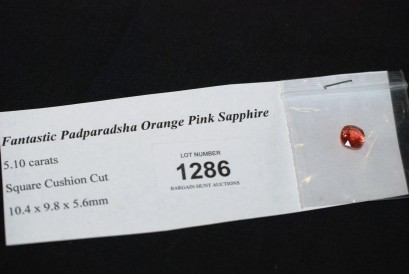 Fantastic Padparadsha Orange Pink Sapphire
5.10 carats
Square Cushion Cut
10.4 x 9.8 x 5.6mm
LOT NUMBER
1286
BARGAIN HUNT AUCTIONS